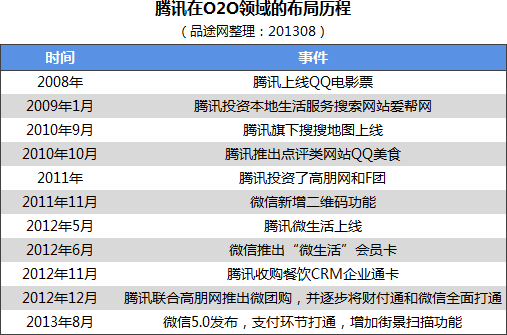 腾讯在O2O领域的布局历程
（品途网整理：201308）
时间 事件
2008年 腾讯上线QQ电影票
2009年1月 腾讯投资本地生活服务搜索网站爱帮网
2010年9月 腾讯旗下搜搜地图上线
2010年10月 腾讯推出点评类网站QQ美食
2011年 腾讯投资了高朋网和F团
2011年11月 微信新增二维码功能
2012年5月 腾讯微生活上线
2012年6月 微信推出“微生活”会员卡
2012年11月 腾讯收购餐饮CRM企业通卡
2012年12月 腾讯联合高朋网推出微团购，并逐步将财付通和微信全面打通
2013年8月 微信5.0发布，支付环节打通，增加街景扫描功能